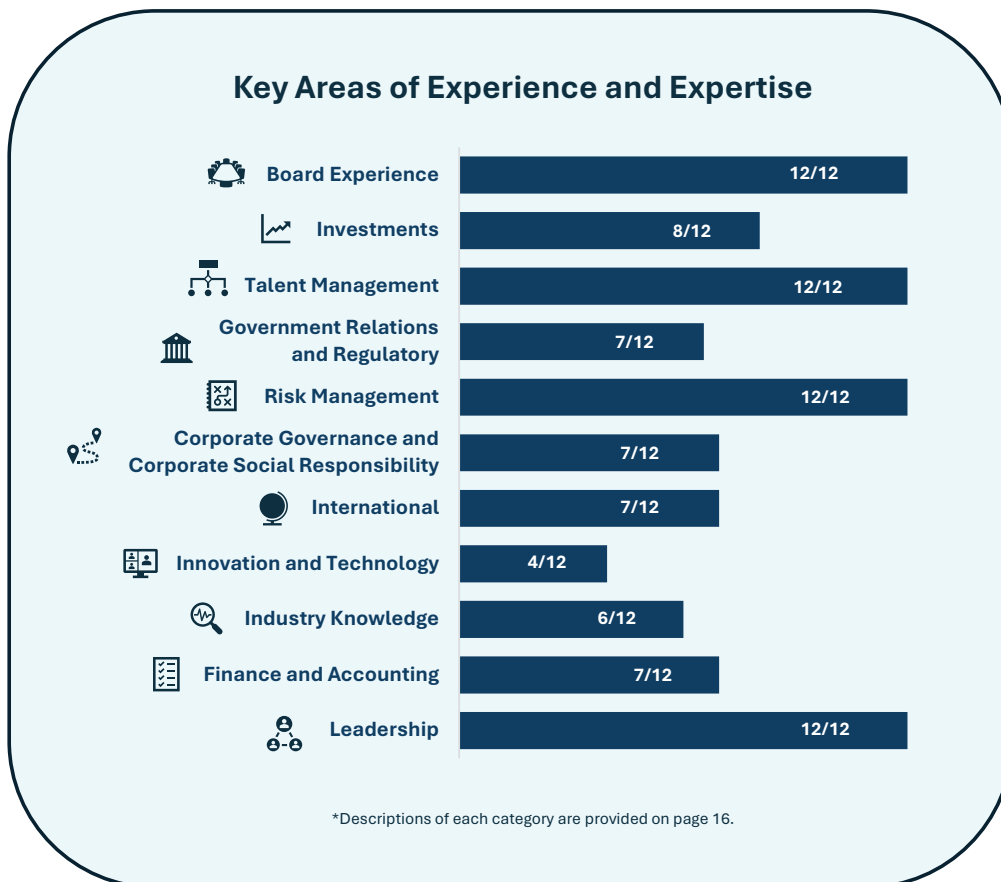 Key Areas of Experience and Expertise
Board Experience 12/12
Investments 8/12
Talent Management 12/12
Government Relations
and Regulatory 7/12
Risk Management 12/12
Corporate Governance and
Corporate Social Responsibility 7/12
International 7/12
Innovation and Technology 4/12
Industry Knowledge 6/12
Finance and Accounting 7/12
Leadership 12/12
*Descriptions of each category are provided on page 16.